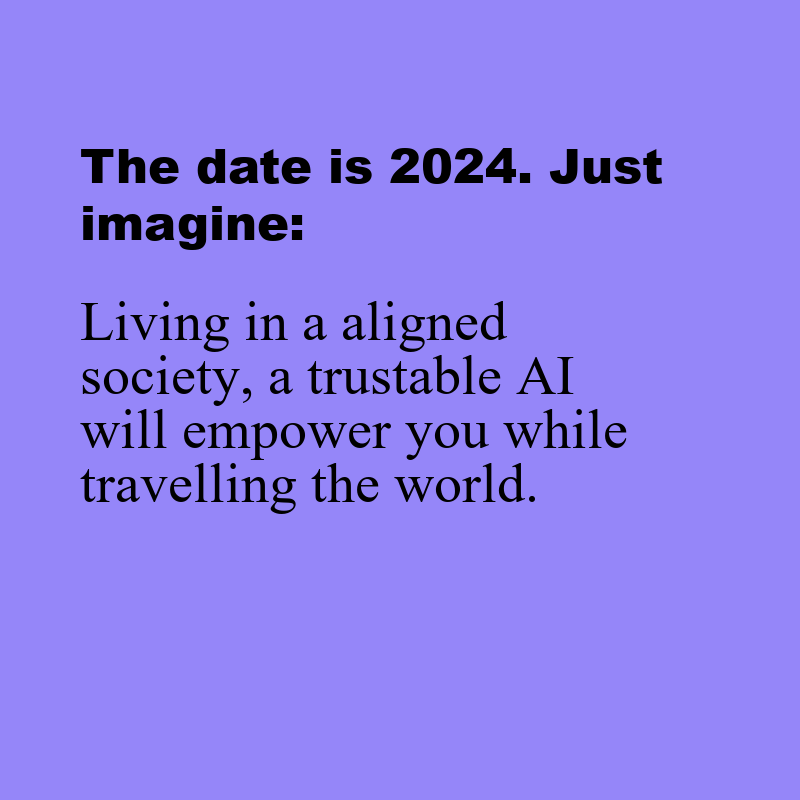 The date is 2024. Just
imagine:
Living in a aligned
society, a trustable AI
will empower you while
travelling the world.